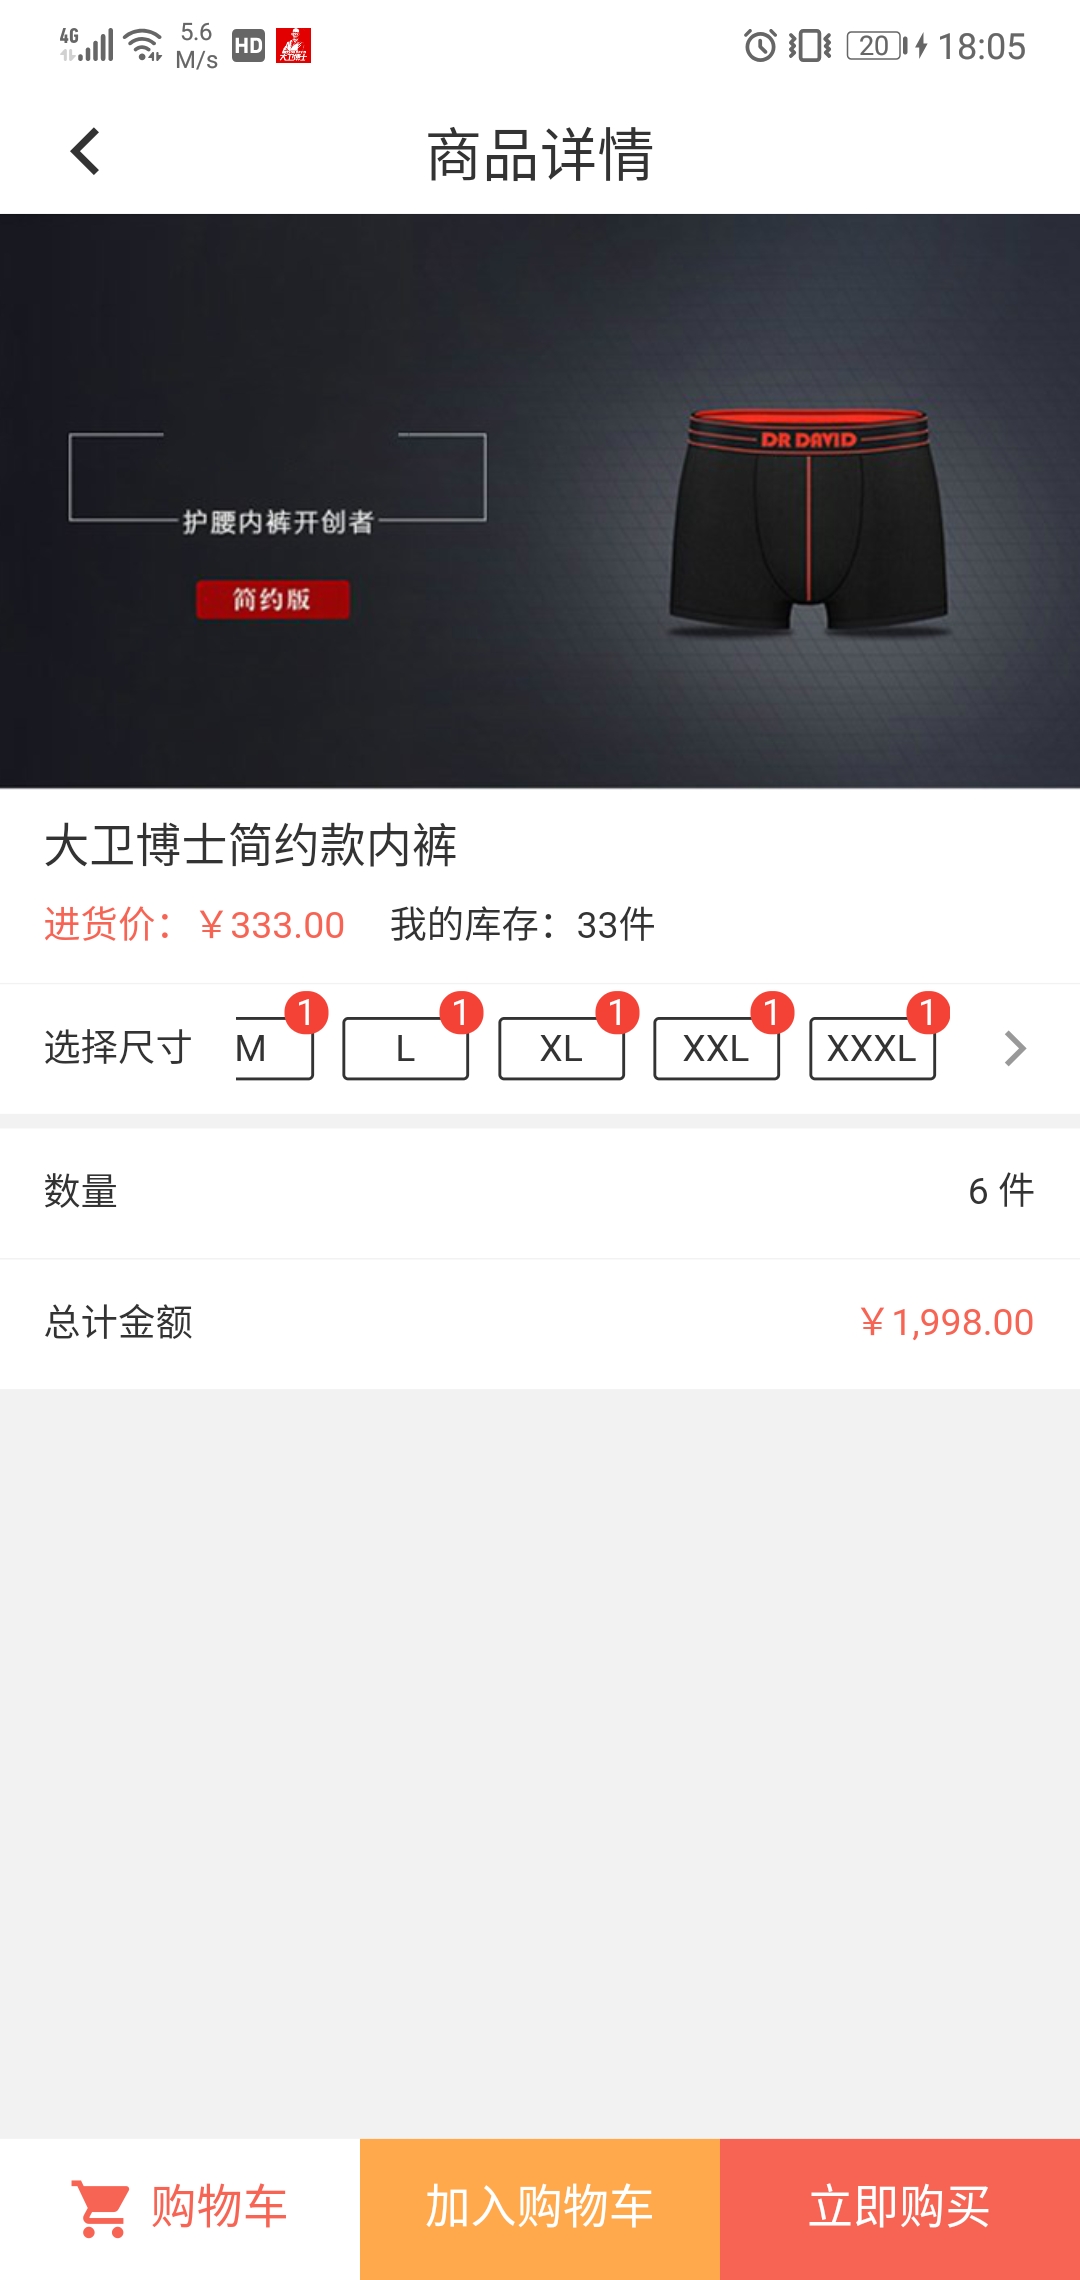 4G 5.6 M/s HD 大卫博士 20 18:05
商品详情
DR DAVID
护腰内裤开创者
简约版
大卫博士简约款内裤
进货价：￥333.00 我的库存：33件
选择尺寸 M 1 L 1 XL 1 XXL 1 XXXL 1
数量 6 件
总计金额 ￥1,998.00
购物车 加入购物车 立即购买